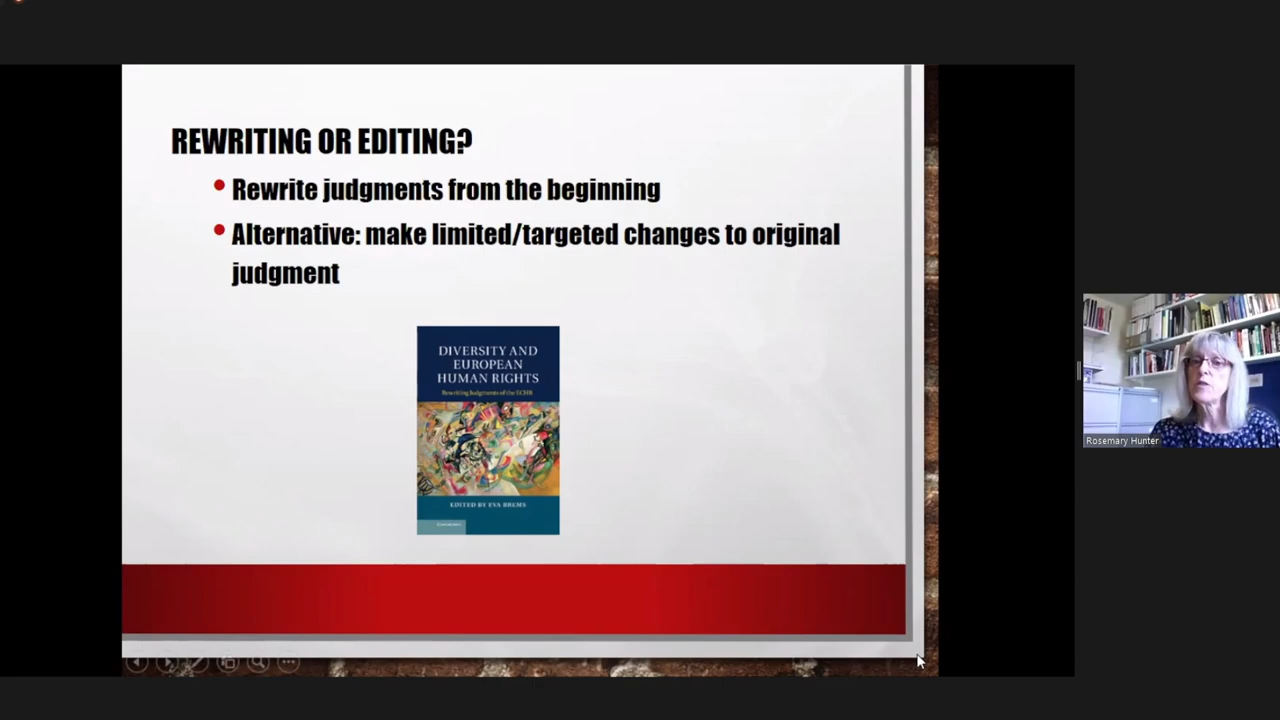 REWRITING OR EDITING?
• Rewrite judgments from the beginning
• Alternative: make limited/targeted changes to original
judgment
DIVERSITY AND
EUROPEAN
HUMAN RIGHTS
Rewriting Judgments of the ECHR
EDITED BY EVA BREMS
Rosemary Hunter